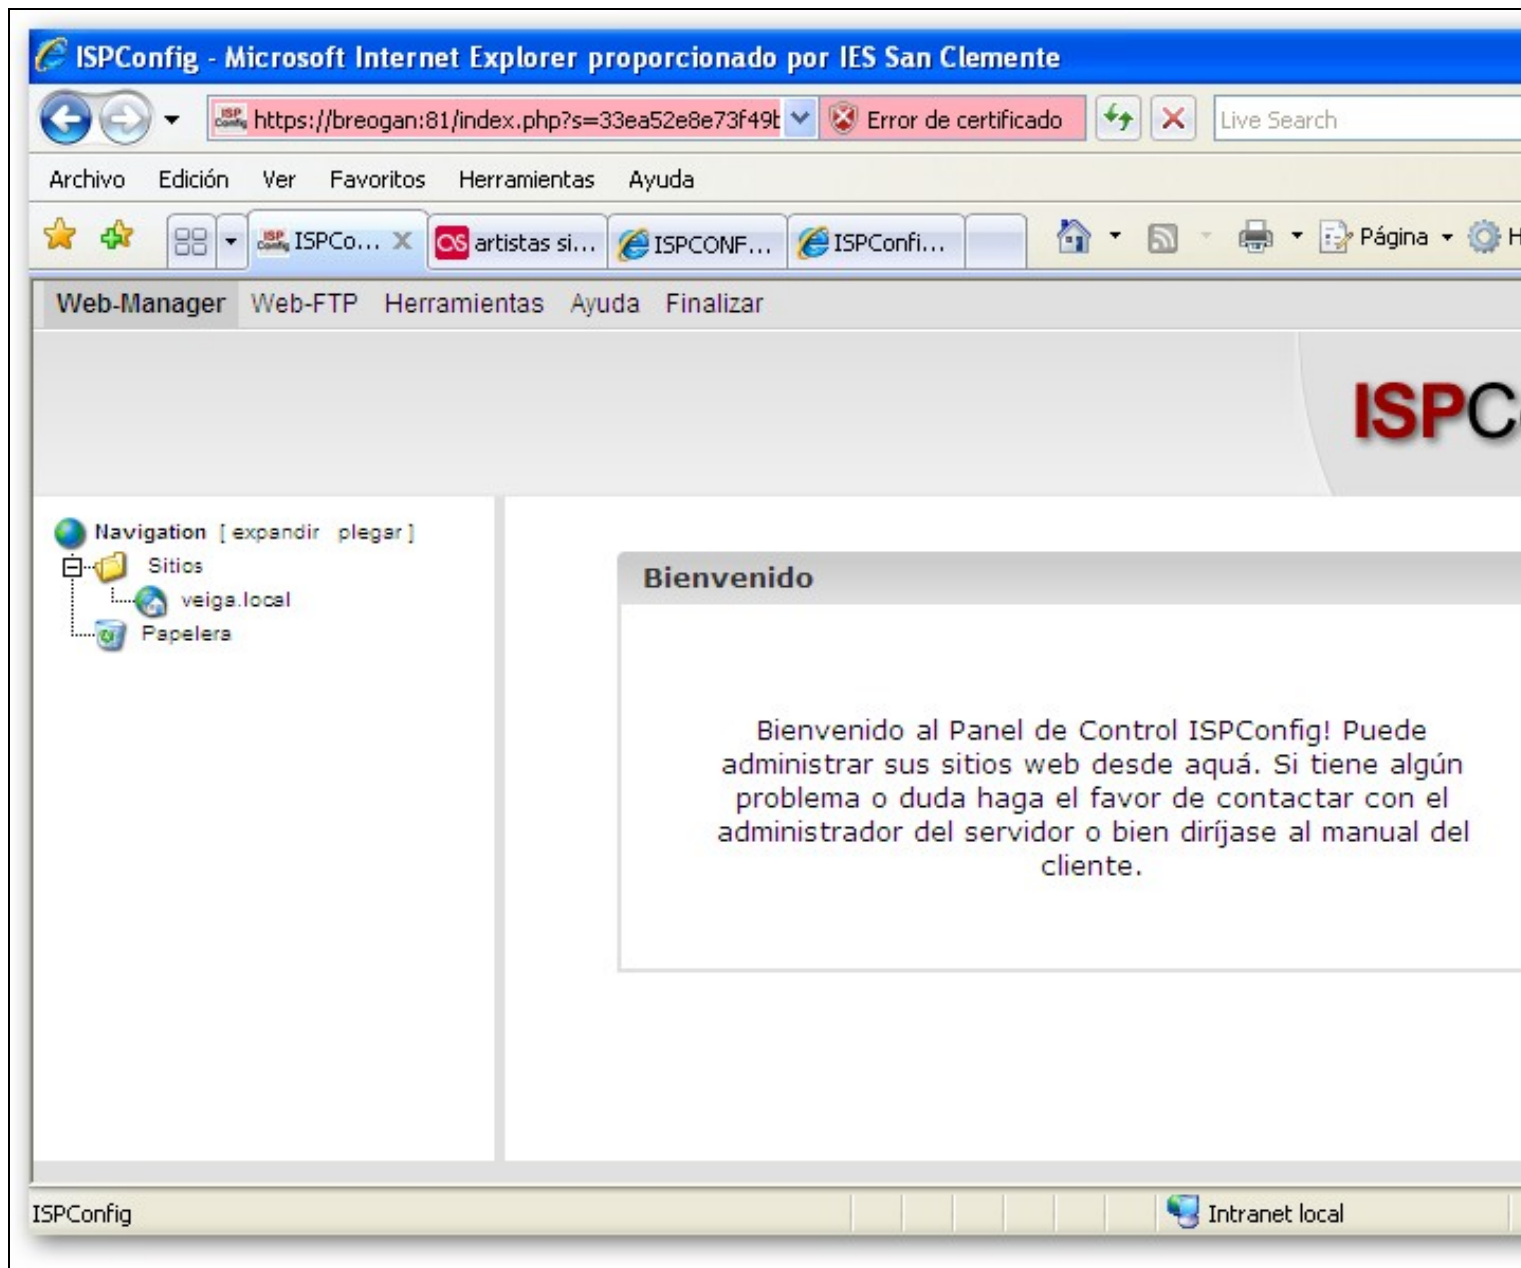 ISPConfig - Microsoft Internet Explorer proporcionado por IES San Clemente
https://breogan:81/index.php?s=33ea52e8e73f49b Error de certificado Live Search
Archivo Edición Ver Favoritos Herramientas Ayuda
ISPCo... artistas si... ISPCONF... ISPConfi... Página H
Web-Manager Web-FTP Herramientas Ayuda Finalizar
ISPCo
Navigation [ expandir plegar ]
Sitios
veiga.local
Papelera
Bienvenido
Bienvenido al Panel de Control ISPConfig! Puede
administrar sus sitios web desde aquá. Si tiene algún
problema o duda haga el favor de contactar con el
administrador del servidor o bien diríjase al manual del
cliente.
ISPConfig Intranet local